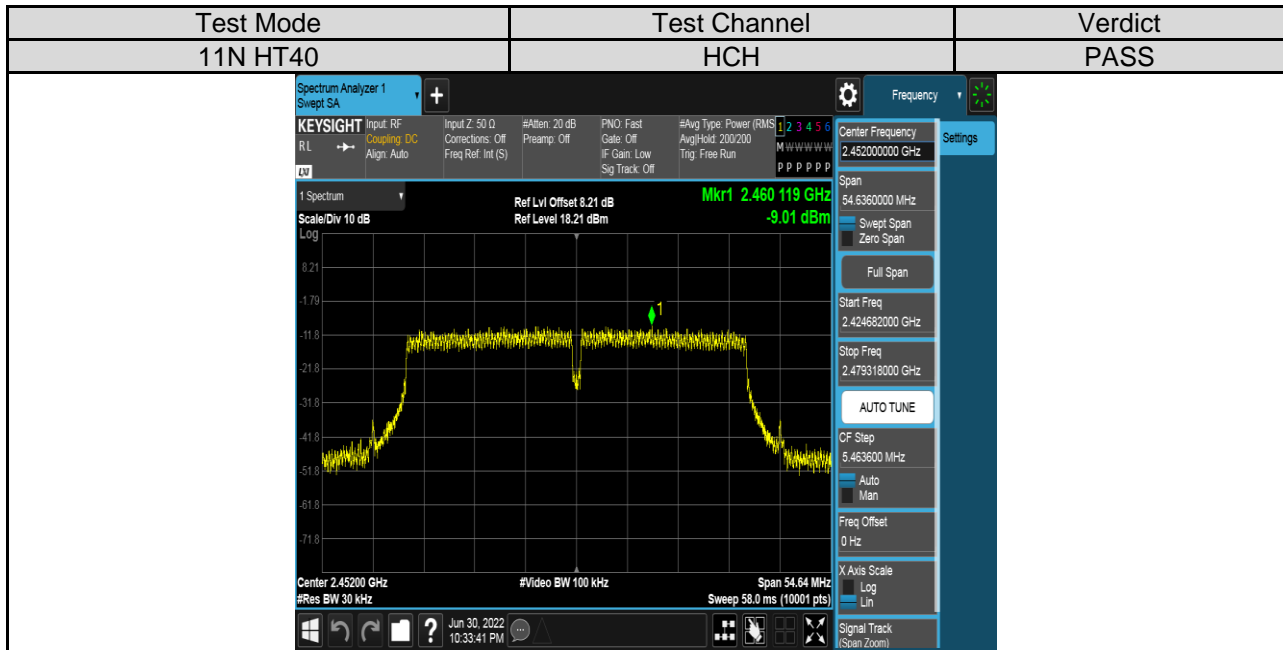 Test Mode Test Channel Verdict
11N HT40 HCH PASS
Spectrum Analyzer 1
Swept SA
+
Frequency
KEYSIGHT
RL
LXI
Input: RF
Coupling: DC
Align: Auto
Input Z: 50 Ω
Corrections: Off
Freq Ref: Int (S)
#Atten: 20 dB
Preamp: Off
PNO: Fast
Gate: Off
IF Gain: Low
Sig Track: Off
#Avg Type: Power (RMS
Avg|Hold: 200/200
Trig: Free Run
1 2 3 4 5 6
M W W W W W
P P P P P P
1 Spectrum
Scale/Div 10 dB
Log
Ref Lvl Offset 8.21 dB
Ref Level 18.21 dBm
Mkr1 2.460 119 GHz
-9.01 dBm
8.21
-1.79
-11.8
-21.8
-31.8
-41.8
-51.8
-61.8
-71.8
1
Center 2.45200 GHz
#Res BW 30 kHz
#Video BW 100 kHz
Span 54.64 MHz
Sweep 58.0 ms (10001 pts)
Settings
Center Frequency
2.452000000 GHz
Span
54.6360000 MHz
Swept Span
Zero Span
Full Span
Start Freq
2.424682000 GHz
Stop Freq
2.479318000 GHz
AUTO TUNE
CF Step
5.463600 MHz
Auto
Man
Freq Offset
0 Hz
X Axis Scale
Log
Lin
Signal Track
(Span Zoom)
?
Jun 30, 2022
10:33:41 PM